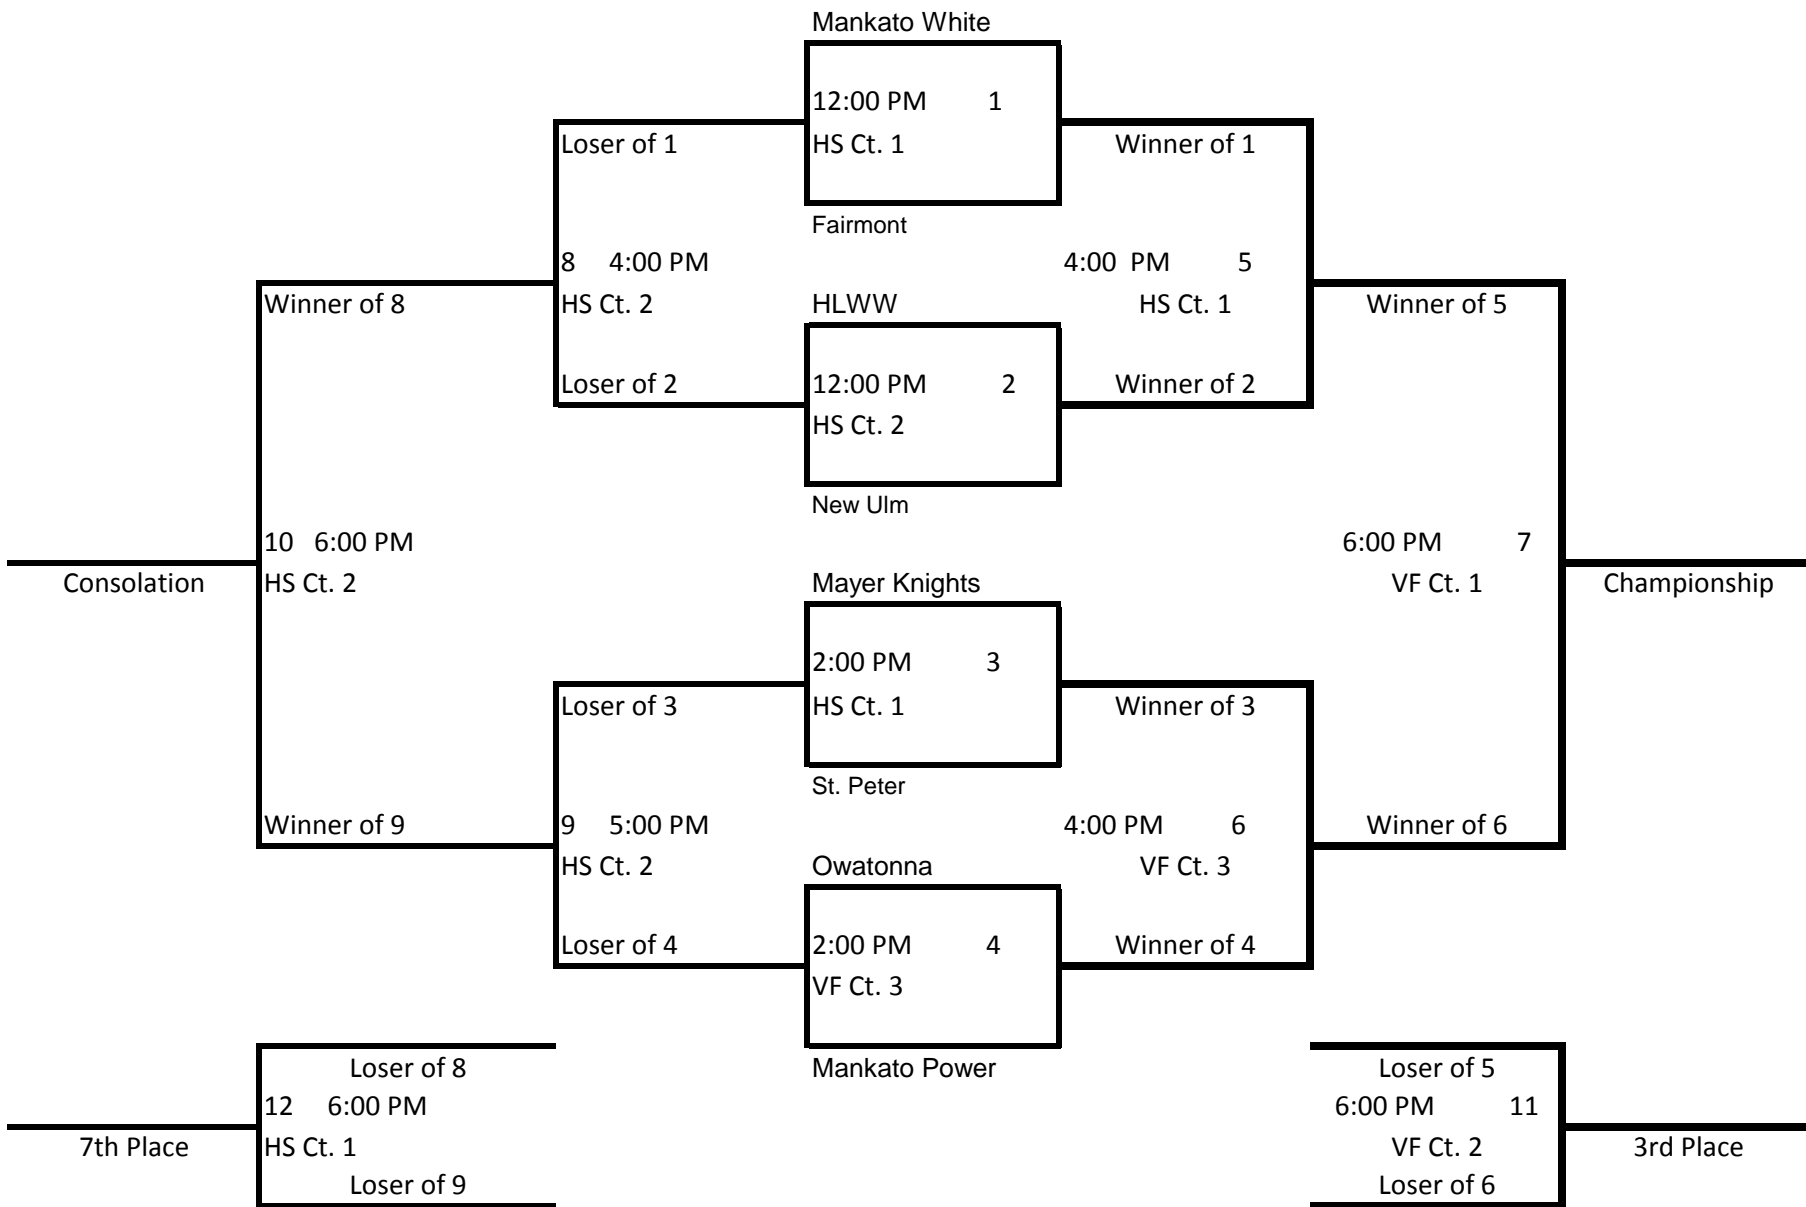 Mankato White
12:00 PM 1
Loser of 1 HS Ct. 1 Winner of 1
Fairmont
8 4:00 PM 4:00 PM 5
Winner of 8 HS Ct. 2 HLWW HS Ct. 1 Winner of 5
Loser of 2 12:00 PM 2 Winner of 2
HS Ct. 2
New Ulm
10 6:00 PM 6:00 PM 7
Consolation HS Ct. 2 Mayer Knights VF Ct. 1 Championship
2:00 PM 3
Loser of 3 HS Ct. 1 Winner of 3
St. Peter
Winner of 9 9 5:00 PM 4:00 PM 6 Winner of 6
HS Ct. 2 Owatonna VF Ct. 3
Loser of 4 2:00 PM 4 Winner of 4
VF Ct. 3
Loser of 8 Mankato Power Loser of 5
12 6:00 PM 6:00 PM 11
7th Place HS Ct. 1 VF Ct. 2 3rd Place
Loser of 9 Loser of 6